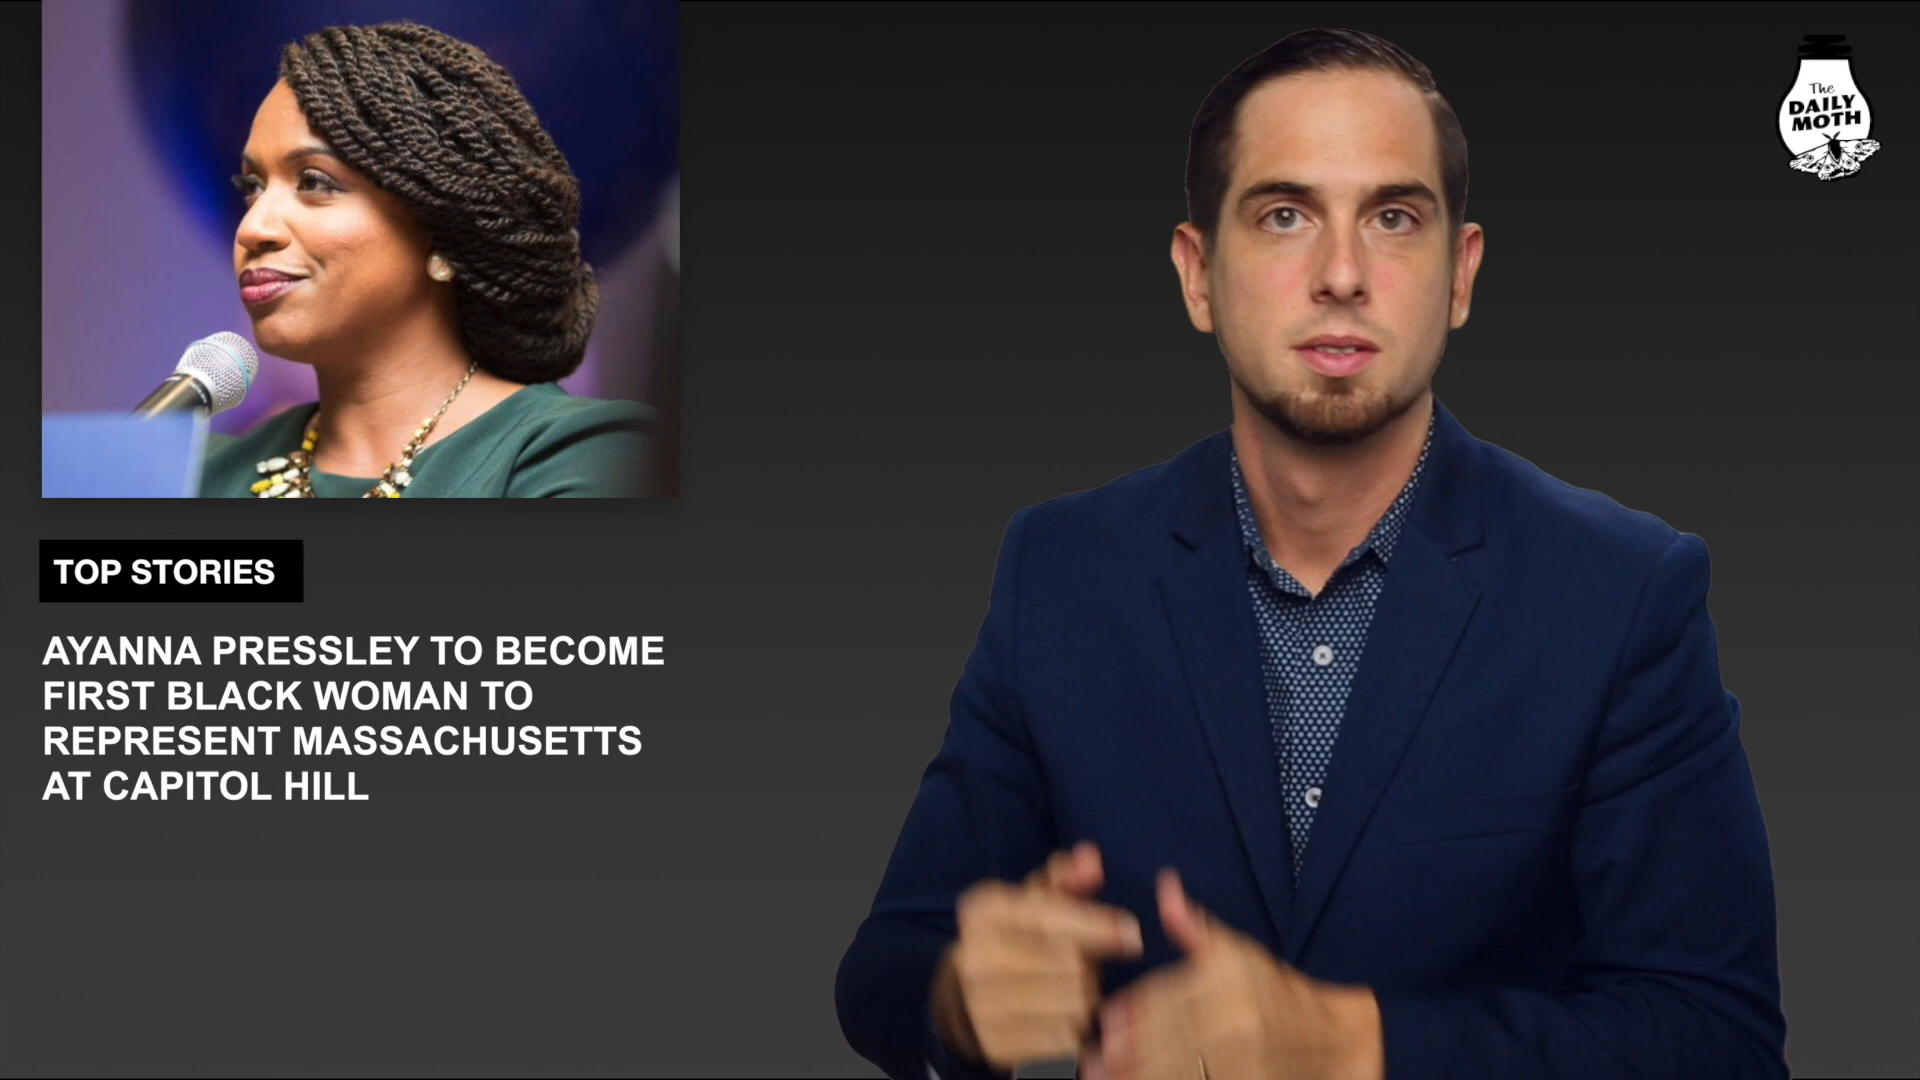 The
DAILY
MOTH
TOP STORIES
AYANNA PRESSLEY TO BECOME
FIRST BLACK WOMAN TO
REPRESENT MASSACHUSETTS
AT CAPITOL HILL